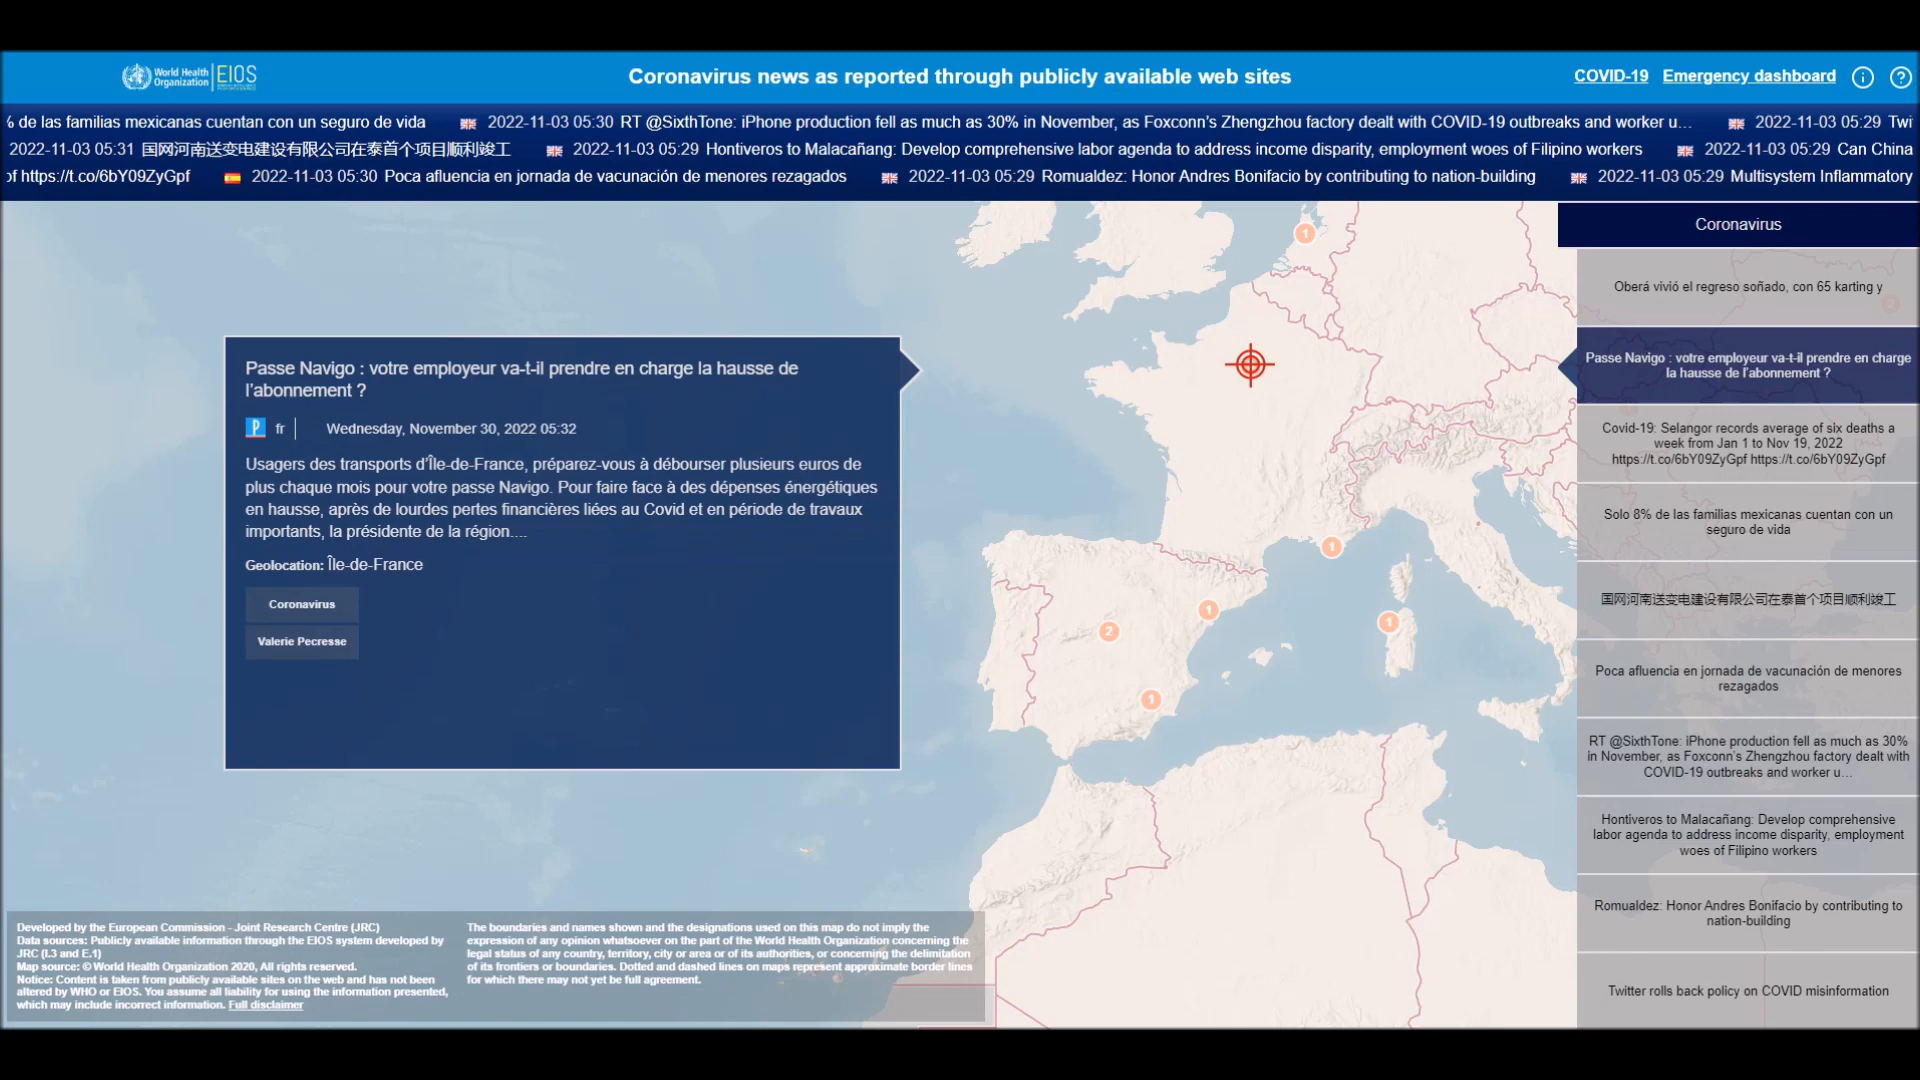 World Health
Organization
EIOS
Coronavirus news as reported through publicly available web sites
COVID-19 Emergency dashboard
% de las familias mexicanas cuentan con un seguro de vida 2022-11-03 05:30 RT @SixthTone: iPhone production fell as much as 30% in November, as Foxconn's Zhengzhou factory dealt with COVID-19 outbreaks and worker u… 2022-11-03 05:29 Twi
2022-11-03 05:31 国网河南送变电建设有限公司在泰首个项目顺利竣工 2022-11-03 05:29 Hontiveros to Malacañang: Develop comprehensive labor agenda to address income disparity, employment woes of Filipino workers 2022-11-03 05:29 Can China
of https://t.co/6bY09ZyGpf 2022-11-03 05:30 Poca afluencia en jornada de vacunación de menores rezagados 2022-11-03 05:29 Romualdez: Honor Andres Bonifacio by contributing to nation-building 2022-11-03 05:29 Multisystem Inflammatory
Passe Navigo : votre employeur va-t-il prendre en charge la hausse de
l'abonnement ?
P fr Wednesday, November 30, 2022 05:32
Usagers des transports d'Île-de-France, préparez-vous à débourser plusieurs euros de
plus chaque mois pour votre passe Navigo. Pour faire face à des dépenses énergétiques
en hausse, après de lourdes pertes financières liées au Covid et en période de travaux
importants, la présidente de la région....
Geolocation: Île-de-France
Coronavirus
Valerie Pecresse
1
1
1
2
1
1
Coronavirus
Oberá vivió el regreso soñado, con 65 karting y
2
Passe Navigo : votre employeur va-t-il prendre en charge
la hausse de l'abonnement ?
Covid-19: Selangor records average of six deaths a
week from Jan 1 to Nov 19, 2022
https://t.co/6bY09ZyGpf https://t.co/6bY09ZyGpf
Solo 8% de las familias mexicanas cuentan con un
seguro de vida
国网河南送变电建设有限公司在泰首个项目顺利竣工
Poca afluencia en jornada de vacunación de menores
rezagados
RT @SixthTone: iPhone production fell as much as 30%
in November, as Foxconn's Zhengzhou factory dealt with
COVID-19 outbreaks and worker u…
Hontiveros to Malacañang: Develop comprehensive
labor agenda to address income disparity, employment
woes of Filipino workers
Romualdez: Honor Andres Bonifacio by contributing to
nation-building
Twitter rolls back policy on COVID misinformation
Developed by the European Commission - Joint Research Centre (JRC)
Data sources: Publicly available information through the EIOS system developed by
JRC (I.3 and E.1)
Map source: © World Health Organization 2020, All rights reserved.
Notice: Content is taken from publicly available sites on the web and has not been
altered by WHO or EIOS. You assume all liability for using the information presented,
which may include incorrect information. Full disclaimer
The boundaries and names shown and the designations used on this map do not imply the
expression of any opinion whatsoever on the part of the World Health Organization concerning the
legal status of any country, territory, city or area or of its authorities, or concerning the delimitation
of its frontiers or boundaries. Dotted and dashed lines on maps represent approximate border lines
for which there may not yet be full agreement.